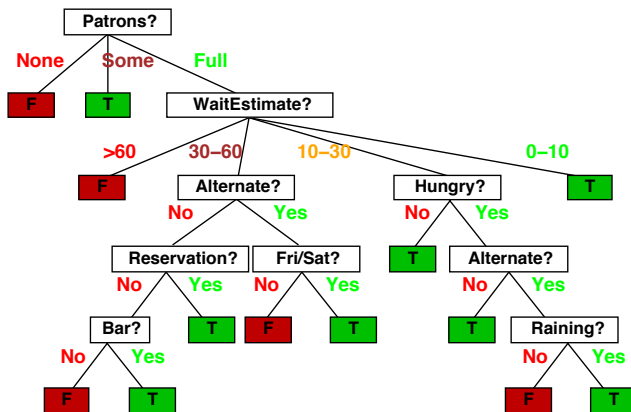 Patrons?
None Some Full
F T WaitEstimate?
>60 30–60 10–30 0–10
F Alternate? Hungry? T
No Yes No Yes
Reservation? Fri/Sat? T Alternate?
No Yes No Yes No Yes
Bar? T F T T Raining?
No Yes No Yes
F T F T